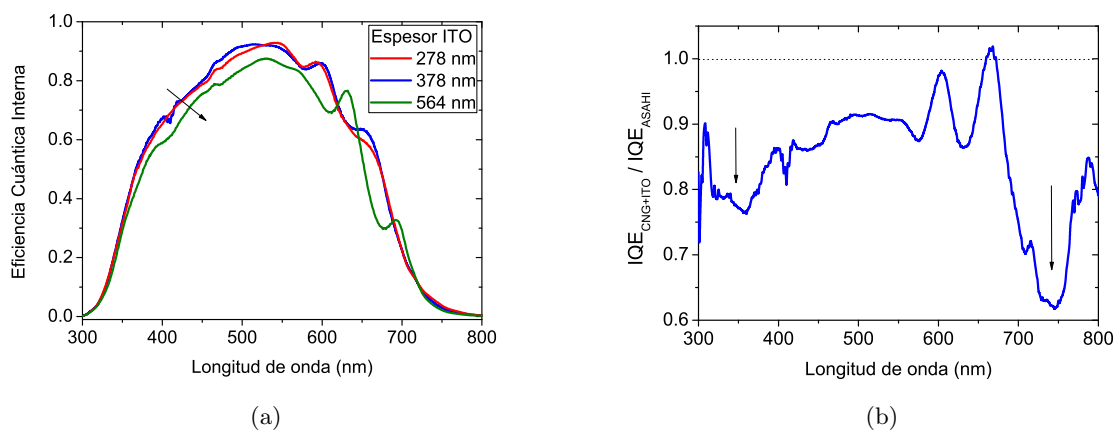 1.0
0.8
0.6
0.4
0.2
0.0
Eficiencia Cuántica Interna
Espesor ITO
278 nm
378 nm
564 nm
300 400 500 600 700 800
Longitud de onda (nm)
(a)
1.0
0.9
0.8
0.7
0.6
IQE_CNG+ITO / IQE_ASAHI
300 400 500 600 700 800
Longitud de onda (nm)
(b)